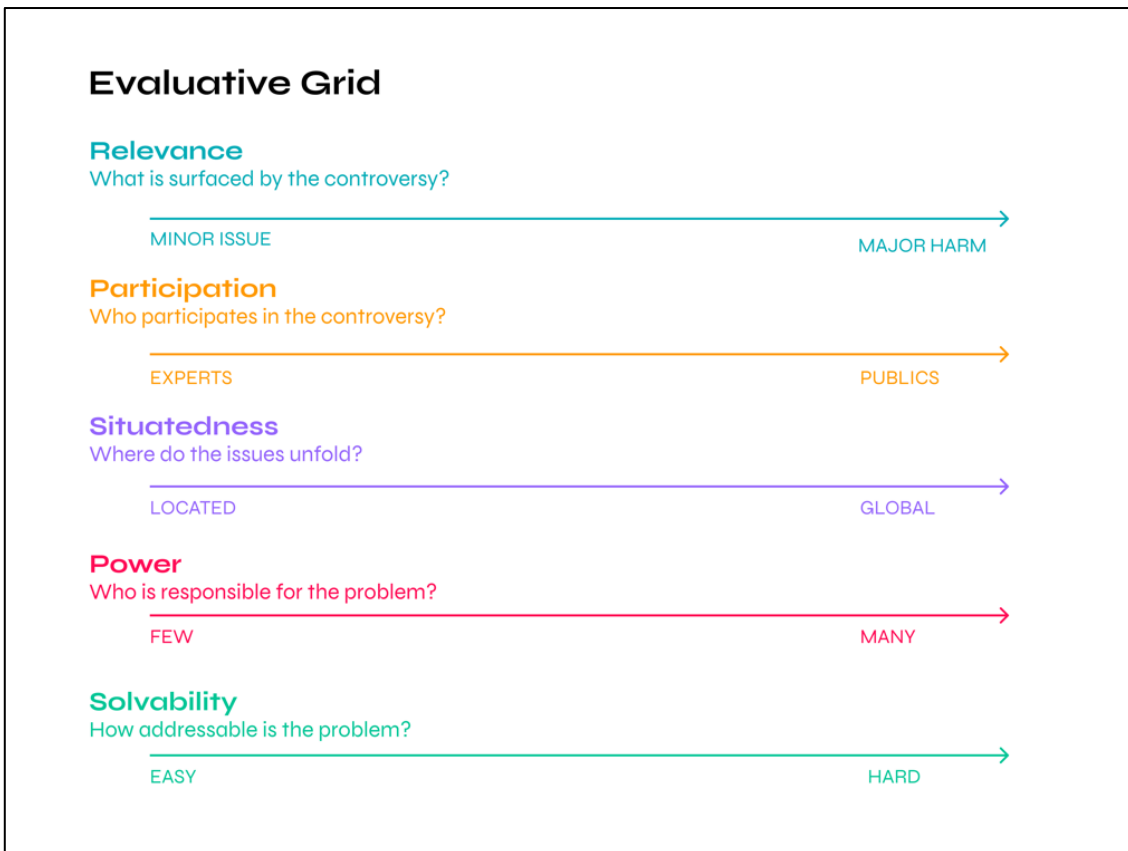 Evaluative Grid
Relevance
What is surfaced by the controversy?
MINOR ISSUE
MAJOR HARM
Participation
Who participates in the controversy?
EXPERTS
PUBLICS
Situatedness
Where do the issues unfold?
LOCATED
GLOBAL
Power
Who is responsible for the problem?
FEW
MANY
Solvability
How addressable is the problem?
EASY
HARD